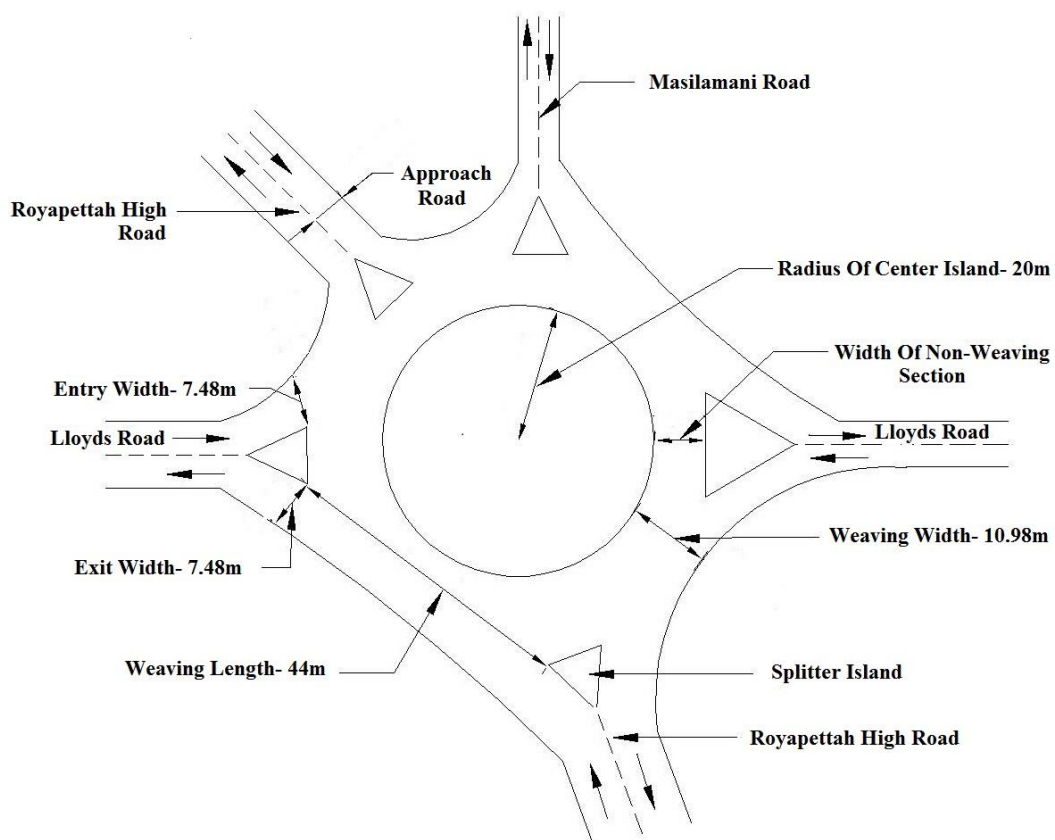 Masilamani Road
Approach
Road
Royapettah High
Road
Radius Of Center Island- 20m
Width Of Non-Weaving
Section
Entry Width- 7.48m
Lloyds Road
Lloyds Road
Weaving Width- 10.98m
Exit Width- 7.48m
Weaving Length- 44m
Splitter Island
Royapettah High Road